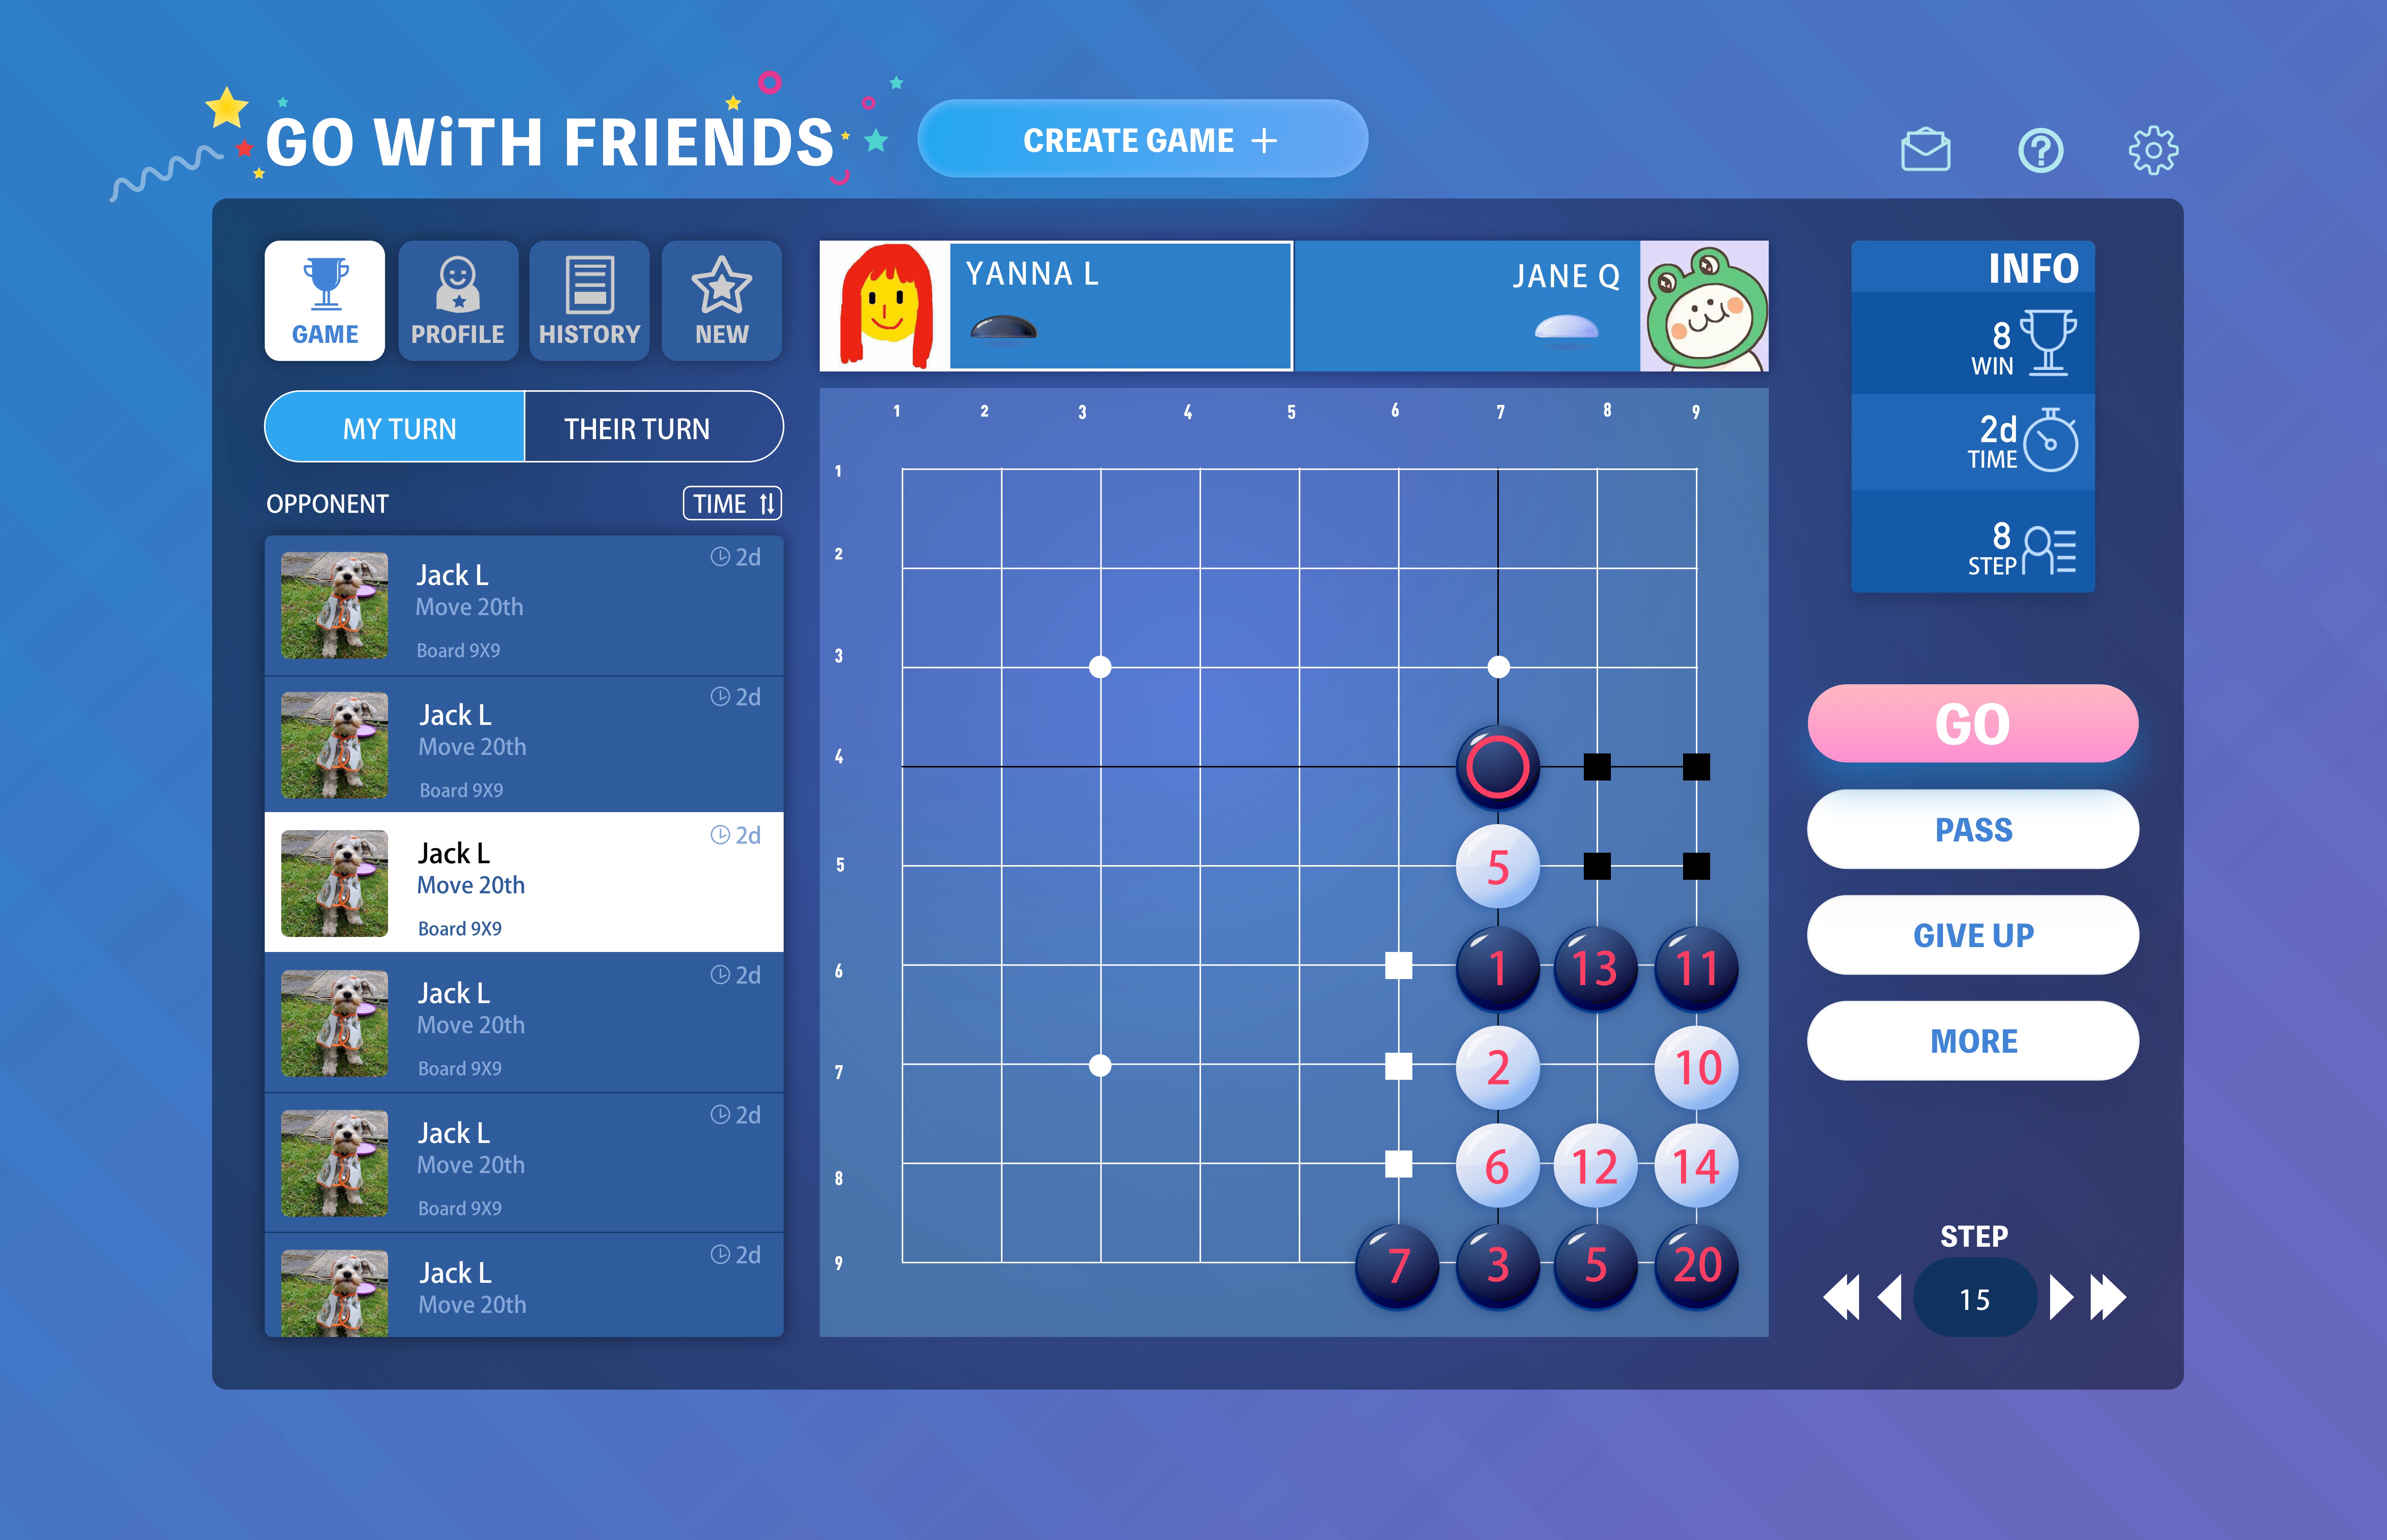 GO WiTH FRIENDS
CREATE GAME +
GAME
PROFILE
HISTORY
NEW
MY TURN
THEIR TURN
OPPONENT
TIME
Jack L
2d
Move 20th
Board 9X9
Jack L
2d
Move 20th
Board 9X9
Jack L
2d
Move 20th
Board 9X9
Jack L
2d
Move 20th
Board 9X9
Jack L
2d
Move 20th
Board 9X9
Jack L
2d
Move 20th
YANNA L
JANE Q
1 2 3 4 5 6 7 8 9
1
2
3
4
5
5
6
1 13 11
7
2 10
8
6 12 14
9
7 3 5 20
INFO
8
WIN
2d
TIME
8
STEP
GO
PASS
GIVE UP
MORE
STEP
15